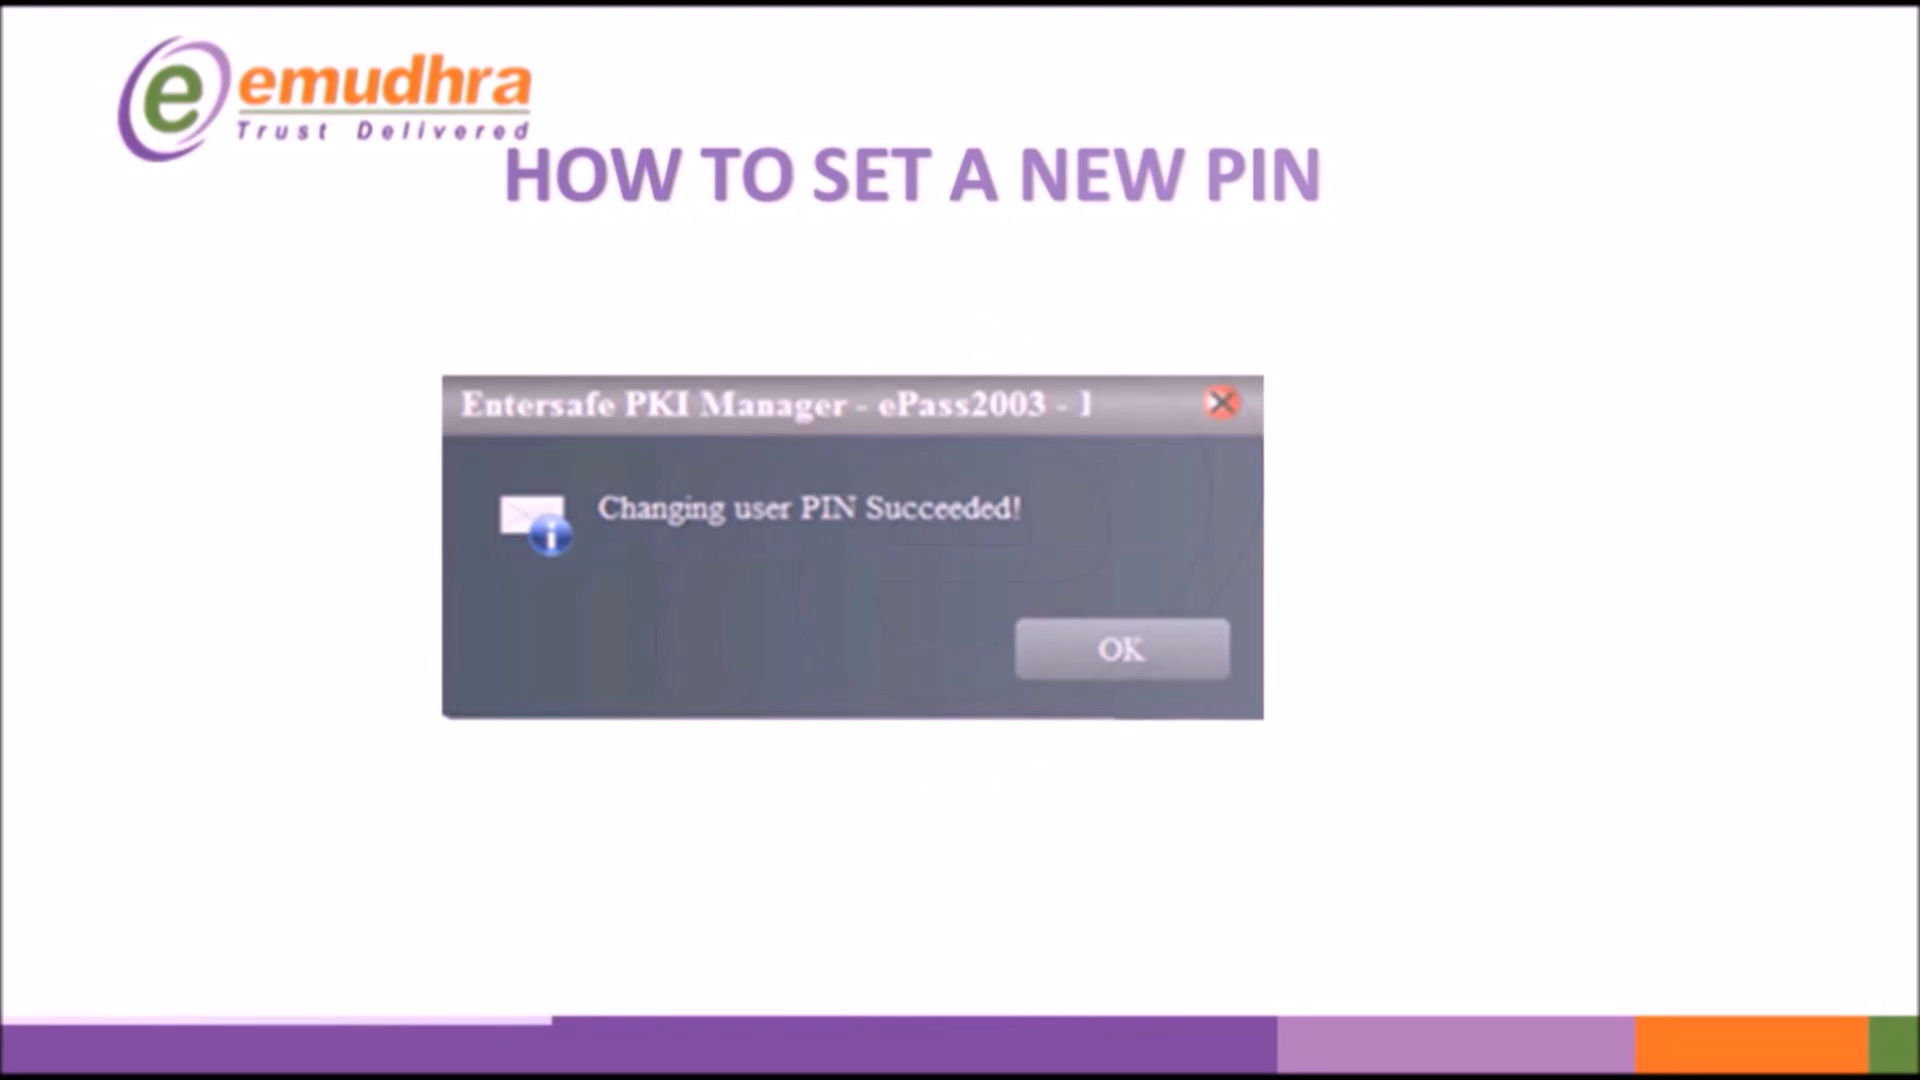 e emudhra
Trust Delivered
HOW TO SET A NEW PIN
Entersafe PKI Manager - ePass2003 -
Changing user PIN Succeeded!
i
OK